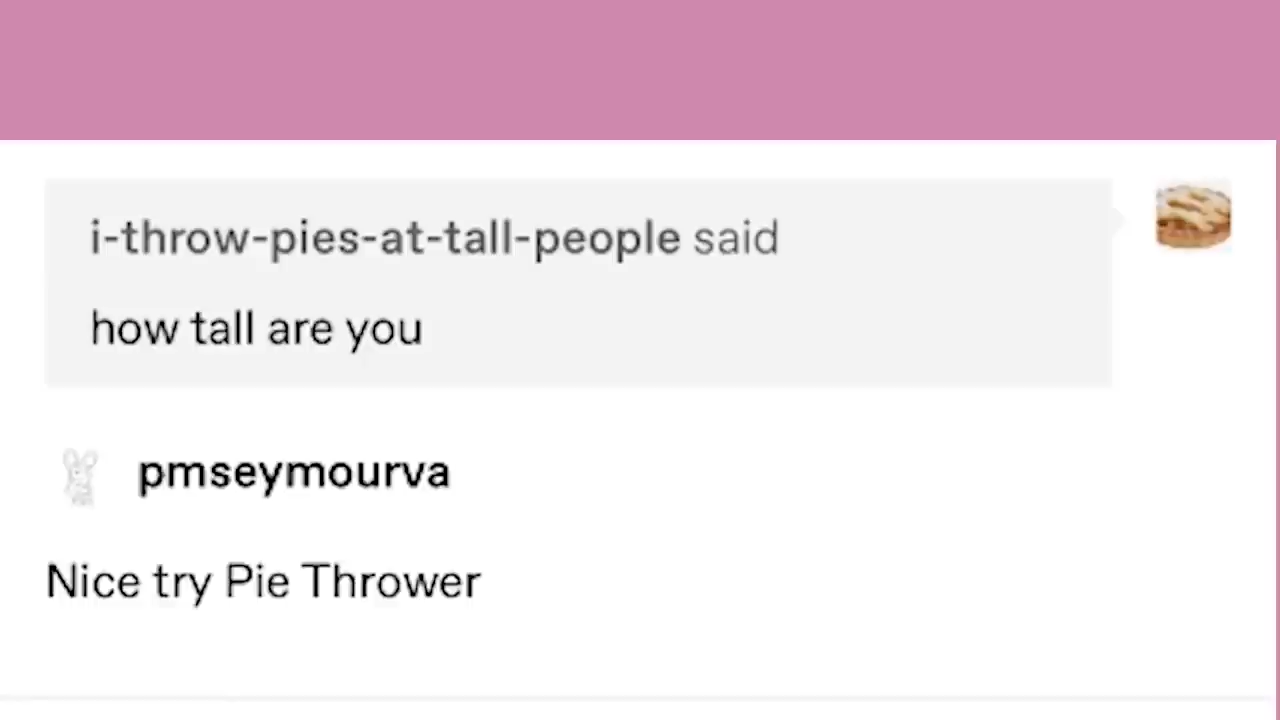 i-throw-pies-at-tall-people said
how tall are you
pmseymourva
Nice try Pie Thrower